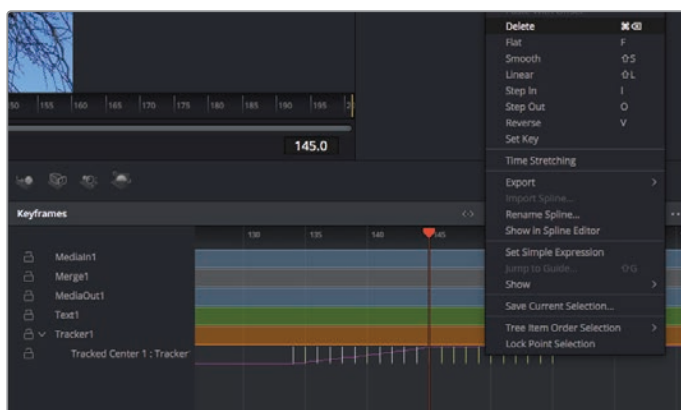 Delete ⌘⌫
Flat F
Smooth ⇧S
Linear ⇧L
Step In I
Step Out O
Reverse V
Set Key
Time Stretching
Export >
Import Spline...
Rename Spline...
Show in Spline Editor
Set Simple Expression
Jump to Guide... ⇧G
Show >
Save Current Selection...
Tree Item Order Selection >
Lock Point Selection
155 160 165 170 175 180 185 190 195
145.0
Keyframes
130 135 140 145
MediaIn1
Merge1
MediaOut1
Text1
Tracker1
Tracked Center 1 : Tracker